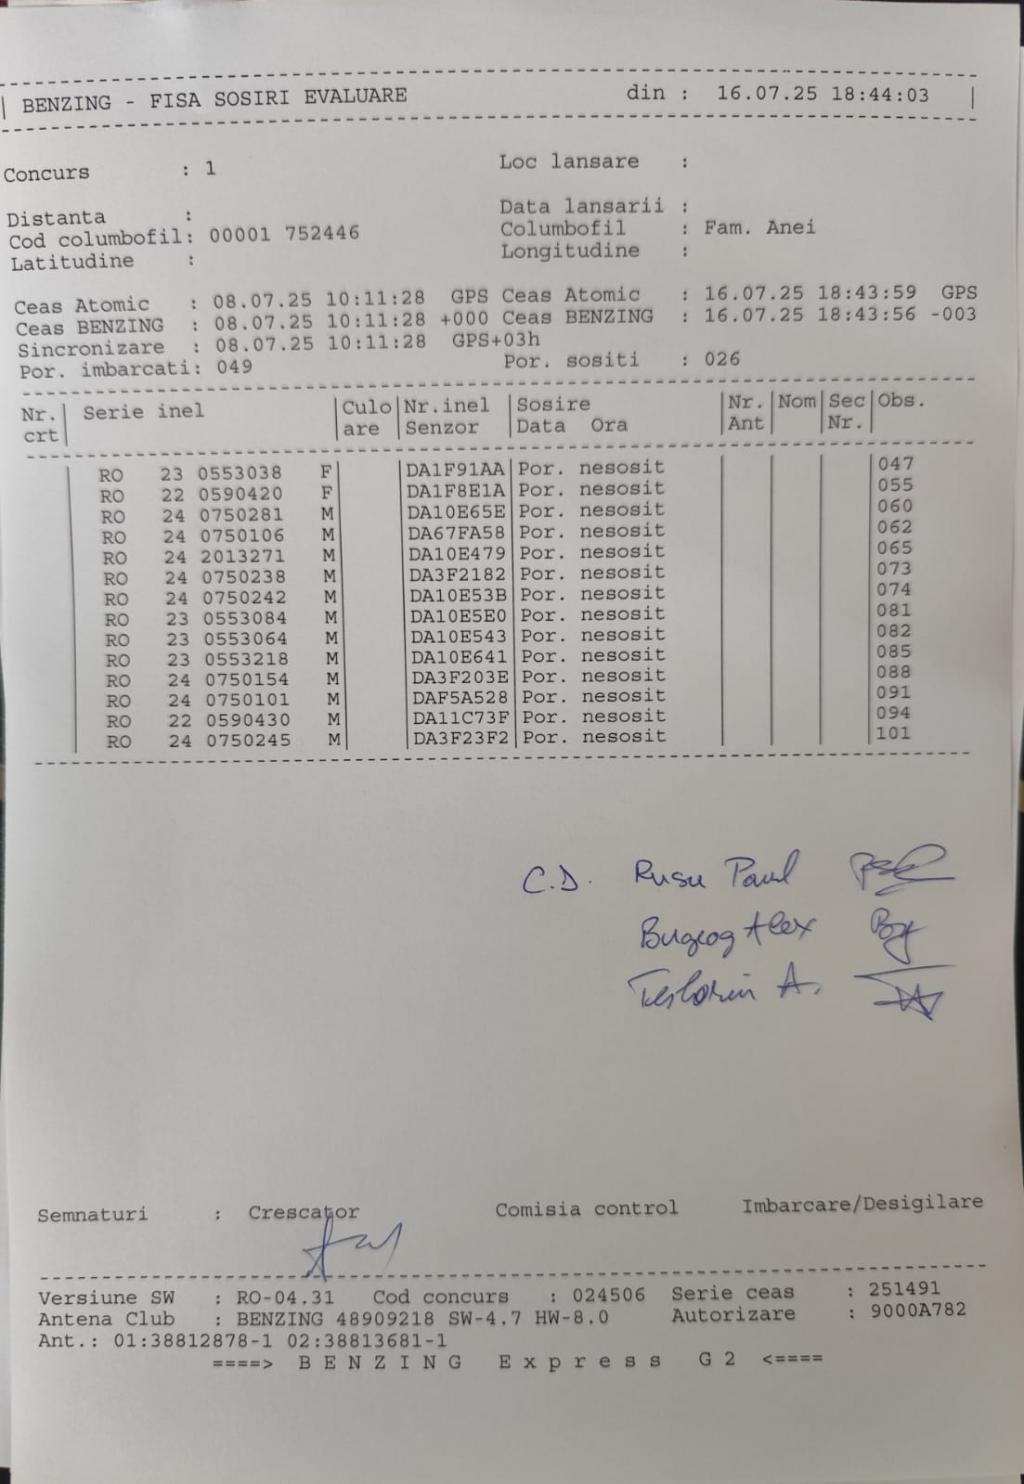 BENZING - FISA SOSIRI EVALUARE din : 16.07.25 18:44:03
Concurs : 1 Loc lansare :
Distanta : Data lansarii :
Cod columbofil: 00001 752446 Columbofil : Fam. Anei
Latitudine : Longitudine :
Ceas Atomic : 08.07.25 10:11:28 GPS Ceas Atomic : 16.07.25 18:43:59 GPS
Ceas BENZING : 08.07.25 10:11:28 +000 Ceas BENZING : 16.07.25 18:43:56 -003
Sincronizare : 08.07.25 10:11:28 GPS+03h
Por. imbarcati: 049 Por. sositi : 026
Nr. Serie inel Culo Nr.inel Sosire Nr. Nom Sec Obs.
crt are Senzor Data Ora Ant Nr.
RO 23 0553038 F DA1F91AA Por. nesosit 047
RO 22 0590420 F DA1F8E1A Por. nesosit 055
RO 24 0750281 M DA10E65E Por. nesosit 060
RO 24 0750106 M DA67FA58 Por. nesosit 062
RO 24 2013271 M DA10E479 Por. nesosit 065
RO 24 0750238 M DA3F2182 Por. nesosit 073
RO 24 0750242 M DA10E53B Por. nesosit 074
RO 23 0553084 M DA10E5E0 Por. nesosit 081
RO 23 0553064 M DA10E543 Por. nesosit 082
RO 23 0553218 M DA10E641 Por. nesosit 085
RO 24 0750154 M DA3F203E Por. nesosit 088
RO 24 0750101 M DAF5A528 Por. nesosit 091
RO 22 0590430 M DA11C73F Por. nesosit 094
RO 24 0750245 M DA3F23F2 Por. nesosit 101
C.D. Rusu Paul
Alex
A.
Semnaturi : Crescator Comisia control Imbarcare/Desigilare
Versiune SW : RO-04.31 Cod concurs : 024506 Serie ceas : 251491
Antena Club : BENZING 48909218 SW-4.7 HW-8.0 Autorizare : 9000A782
Ant.: 01:38812878-1 02:38813681-1
====> B E N Z I N G E x p r e s s G 2 <====